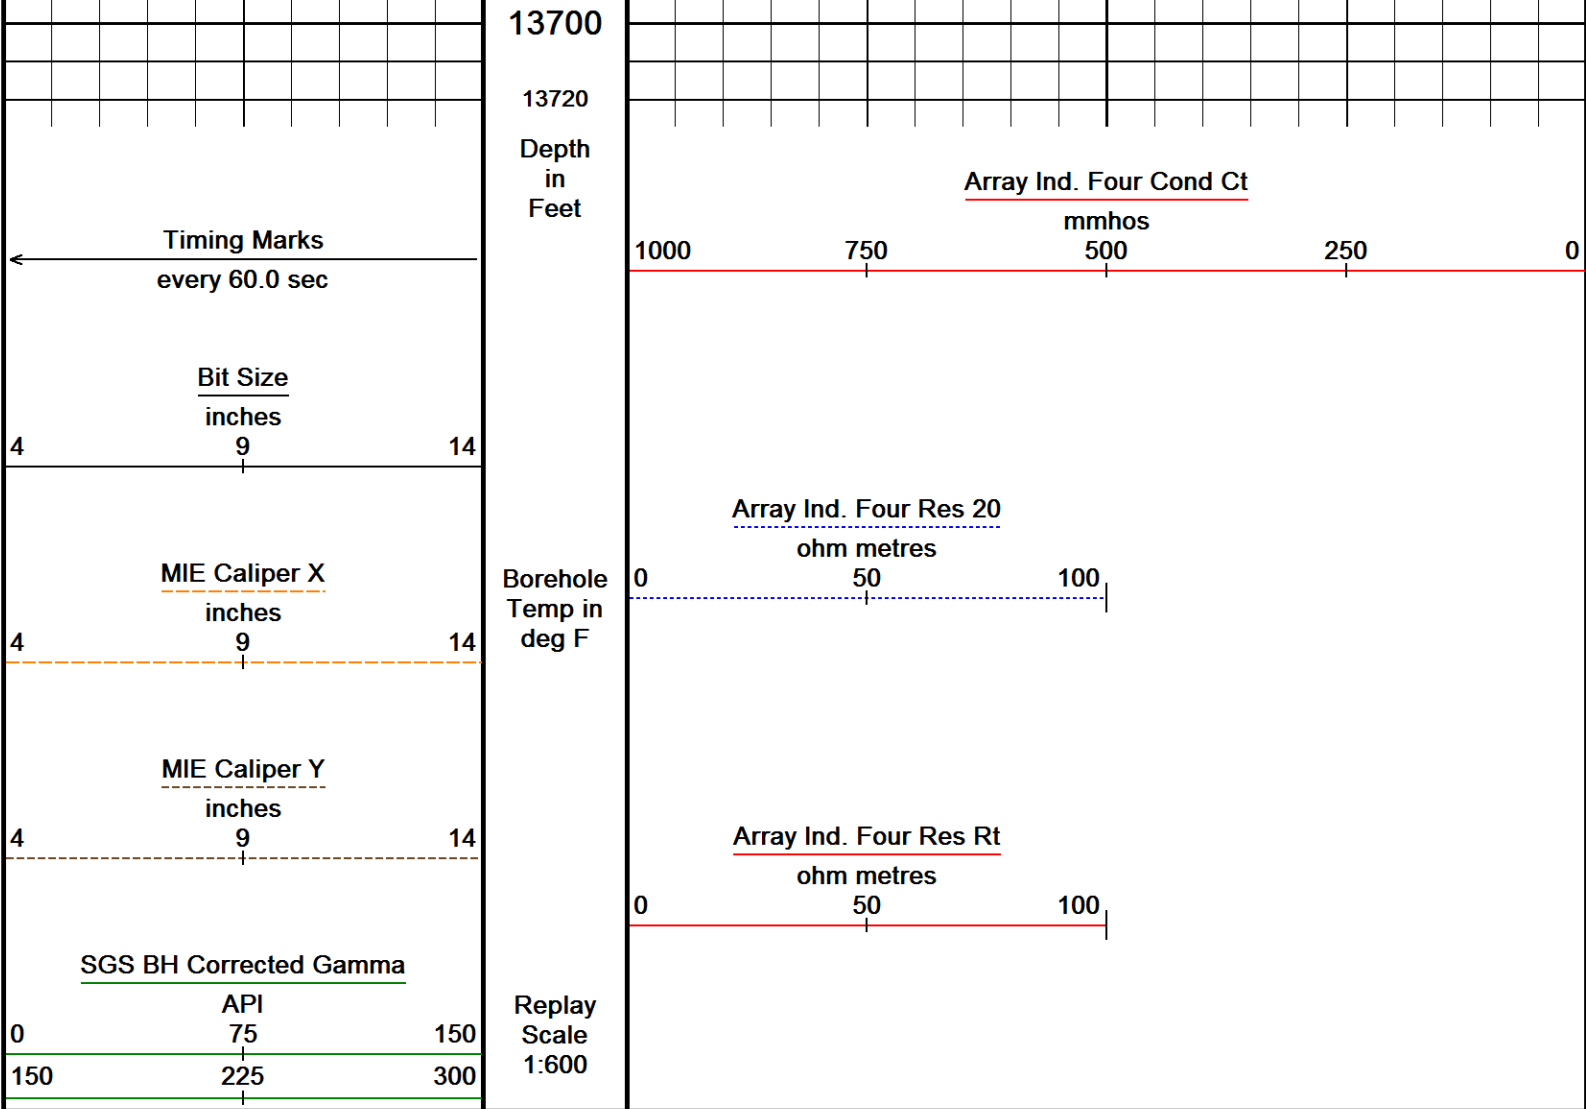 13700
13720
Depth
in
Feet
Timing Marks
every 60.0 sec
Bit Size
inches
4 9 14
MIE Caliper X
inches
4 9 14
MIE Caliper Y
inches
4 9 14
SGS BH Corrected Gamma
API
0 75 150
150 225 300
Borehole
Temp in
deg F
Replay
Scale
1:600
Array Ind. Four Cond Ct
mmhos
1000 750 500 250 0
Array Ind. Four Res 20
ohm metres
0 50 100
Array Ind. Four Res Rt
ohm metres
0 50 100